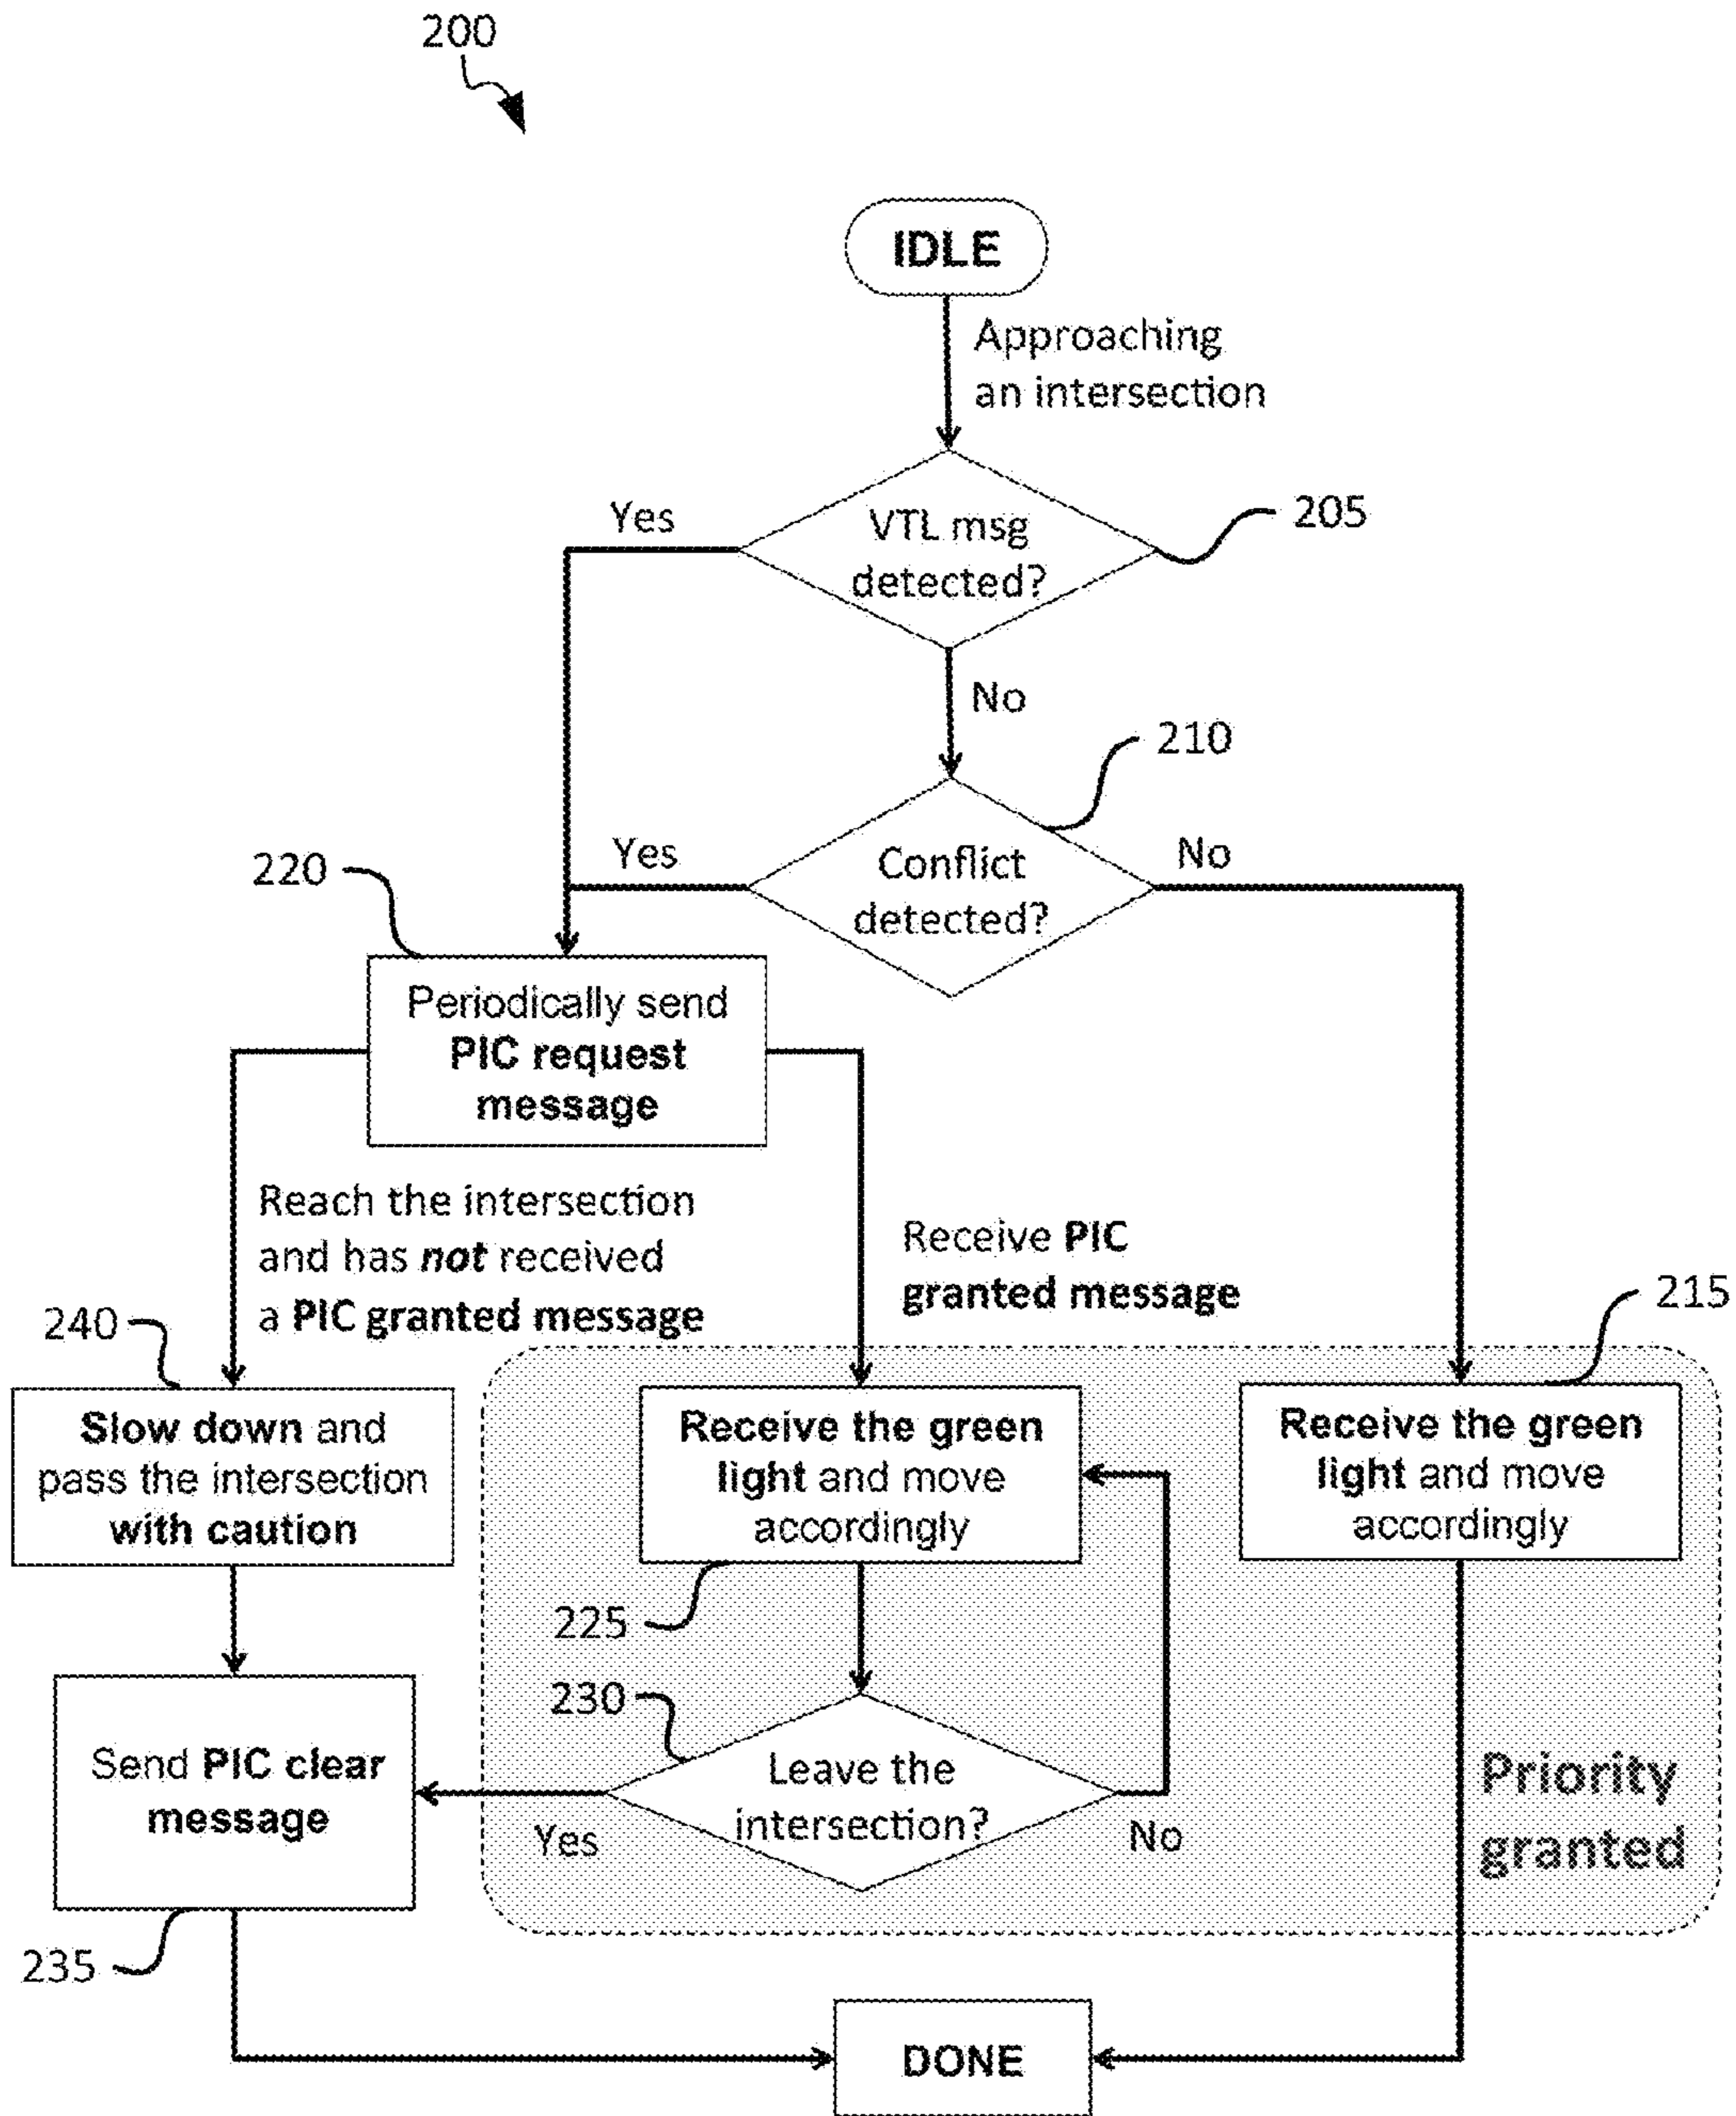 200
IDLE
Approaching
an intersection
Yes
VTL msg
detected?
205
No
210
Yes
Conflict
detected?
No
220
Periodically send
PIC request
message
Reach the intersection
and has not received
a PIC granted message
Receive PIC
granted message
240
215
Slow down and
pass the intersection
with caution
Receive the green
light and move
accordingly
Receive the green
light and move
accordingly
225
230
Send PIC clear
message
Leave the
intersection?
Yes
No
Priority
granted
235
DONE